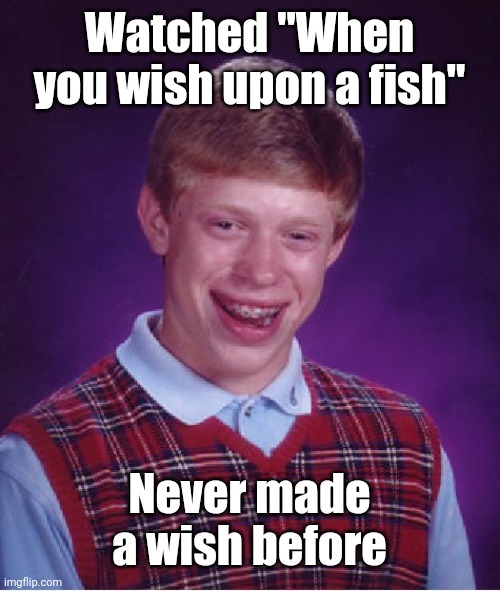 Watched "When
you wish upon a fish"
Never made
a wish before
imgflip.com